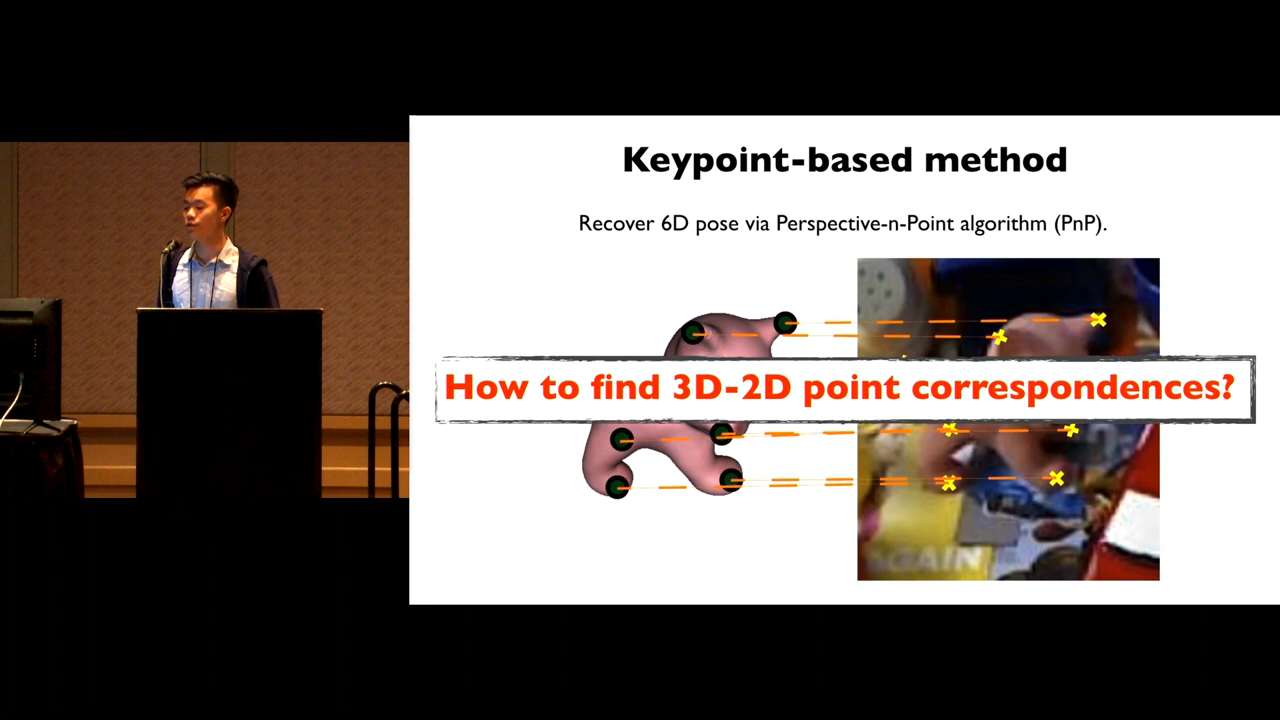 Keypoint-based method
Recover 6D pose via Perspective-n-Point algorithm (PnP).
How to find 3D-2D point correspondences?
AGAIN